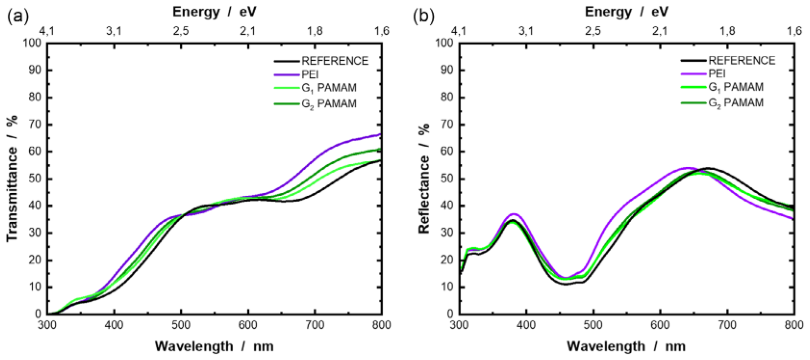 (a)
Energy / eV
4,1 3,1 2,5 2,1 1,8 1,6
100
90
80
70
60
50
40
30
20
10
0
Transmittance / %
REFERENCE
PEI
G1 PAMAM
G2 PAMAM
300 400 500 600 700 800
Wavelength / nm
(b)
Energy / eV
4,1 3,1 2,5 2,1 1,8 1,6
100
90
80
70
60
50
40
30
20
10
0
Reflectance / %
REFERENCE
PEI
G1 PAMAM
G2 PAMAM
300 400 500 600 700 800
Wavelength / nm